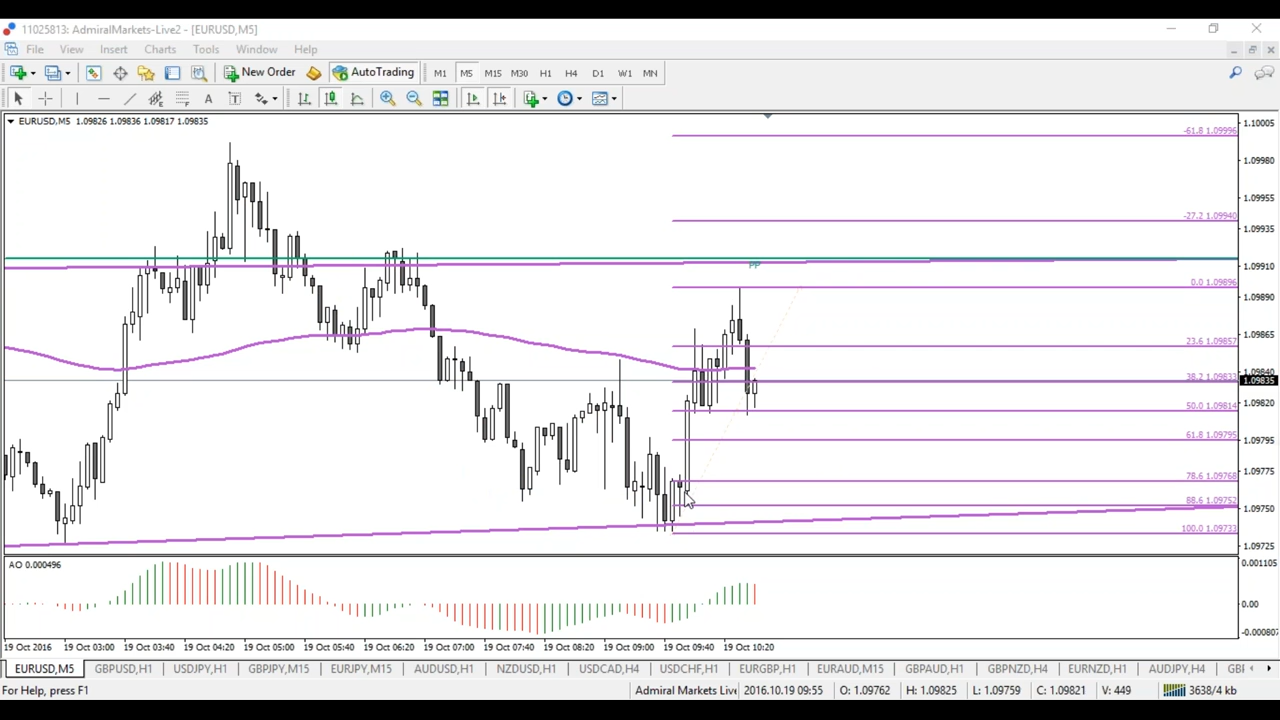 11025813: AdmiralMarkets-Live2 - [EURUSD,M5]
File View Insert Charts Tools Window Help
New Order AutoTrading M1 M5 M15 M30 H1 H4 D1 W1 MN
A T
EURUSD,M5 1.09826 1.09836 1.09817 1.09835
1.10005
-61.8 1.09996
1.09980
1.09955
-27.2 1.09940
1.09935
PP
1.09910
0.0 1.09896
1.09890
1.09865
23.6 1.09857
1.09840
38.2 1.09833
1.09835
50.0 1.09814
1.09820
61.8 1.09795
1.09795
78.6 1.09768
1.09775
88.6 1.09752
1.09750
100.0 1.09733
1.09725
AO 0.000496
0.001105
0.00
-0.000807
19 Oct 2016 19 Oct 03:00 19 Oct 03:40 19 Oct 04:20 19 Oct 05:00 19 Oct 05:40 19 Oct 06:20 19 Oct 07:00 19 Oct 07:40 19 Oct 08:20 19 Oct 09:00 19 Oct 09:40 19 Oct 10:20
EURUSD,M5 GBPUSD,H1 USDJPY,H1 GBPJPY,M15 EURJPY,M15 AUDUSD,H1 NZDUSD,H1 USDCAD,H4 USDCHF,H1 EURGBP,H1 EURAUD,M15 GBPAUD,H1 GBPNZD,H4 EURNZD,H1 AUDJPY,H4
For Help, press F1 Admiral Markets Live 2016.10.19 09:55 O: 1.09762 H: 1.09825 L: 1.09759 C: 1.09821 V: 449 3638/4 kb